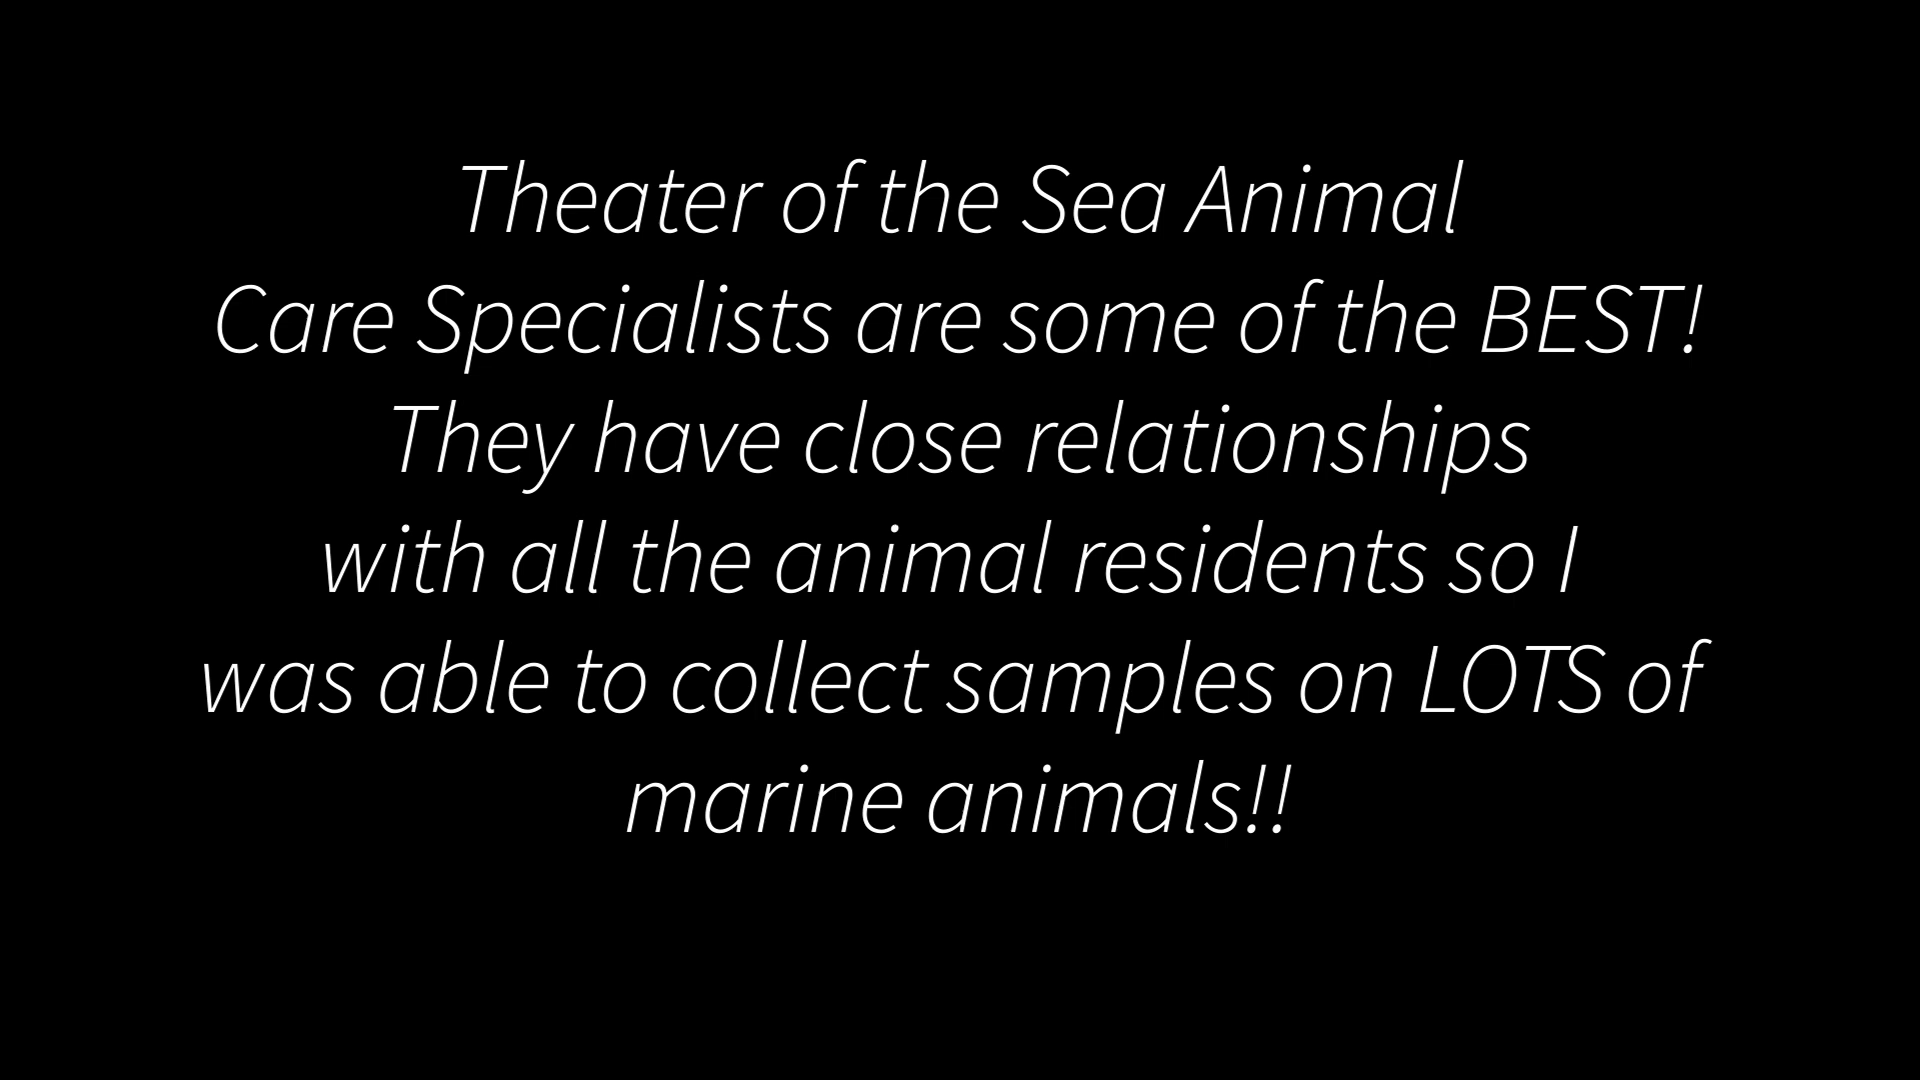 Theater of the Sea Animal
Care Specialists are some of the BEST!
They have close relationships
with all the animal residents so I
was able to collect samples on LOTS of
marine animals!!